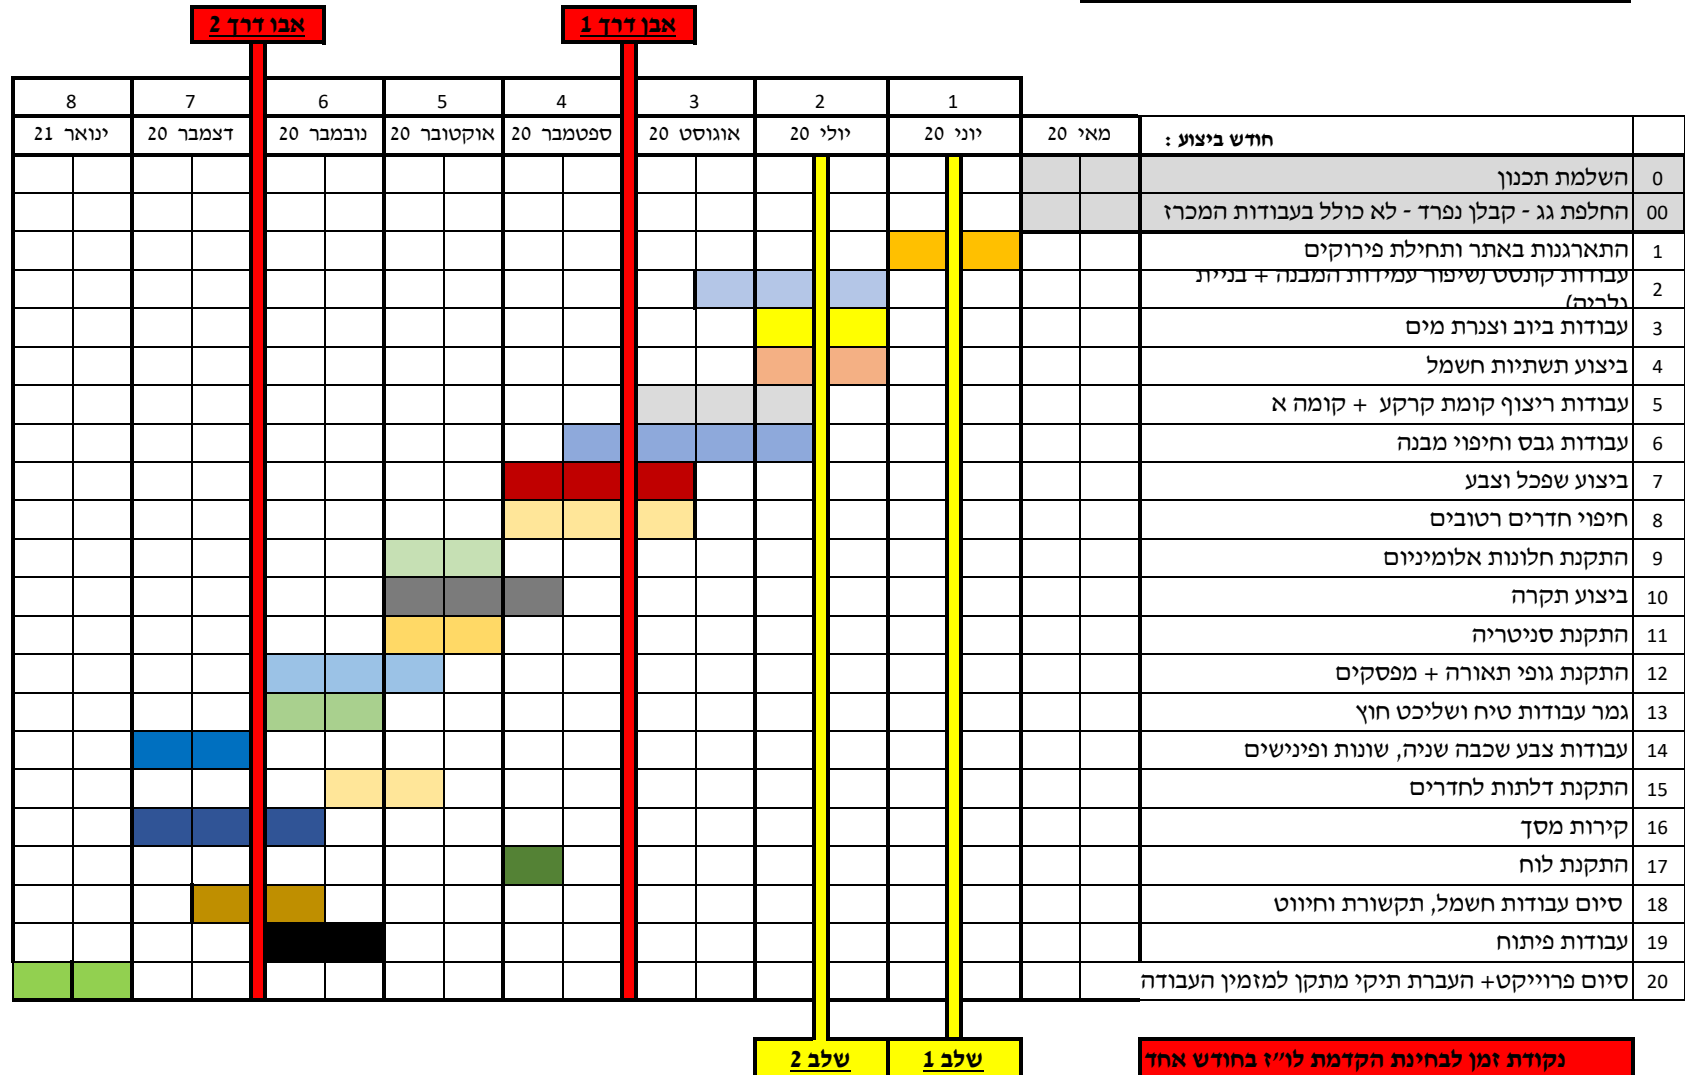 אבן דרך 1
אבו דרך 2
1 2 3 4 5 6 7 8
חודש ביצוע : מאי 20 יוני 20 יולי 20 אוגוסט 20 ספטמבר 20 אוקטובר 20 נובמבר 20 דצמבר 20 ינואר 21
0 השלמת תכנון
00 החלפת גג - קבלן נפרד - לא כולל בעבודות המכרז
1 התארגנות באתר ותחילת פירוקים
2 עבודות קונסט (שיפור עמידות המבנה + בניית
גלריה)
3 עבודות ביוב וצנרת מים
4 ביצוע תשתיות חשמל
5 עבודות ריצוף קומת קרקע + קומה א
6 עבודות גבס וחיפוי מבנה
7 ביצוע שפכל וצבע
8 חיפוי חדרים רטובים
9 התקנת חלונות אלומיניום
10 ביצוע תקרה
11 התקנת סניטריה
12 התקנת גופי תאורה + מפסקים
13 גמר עבודות טיח ושליכט חוץ
14 עבודות צבע שכבה שניה, שונות ופינישים
15 התקנת דלתות לחדרים
16 קירות מסך
17 התקנת לוח
18 סיום עבודות חשמל, תקשורת וחיווט
19 עבודות פיתוח
20 סיום פרוייקט+ העברת תיקי מתקן למזמין העבודה
נקודת זמן לבחינת הקדמת לו״ז בחודש אחד
שלב 1
שלב 2